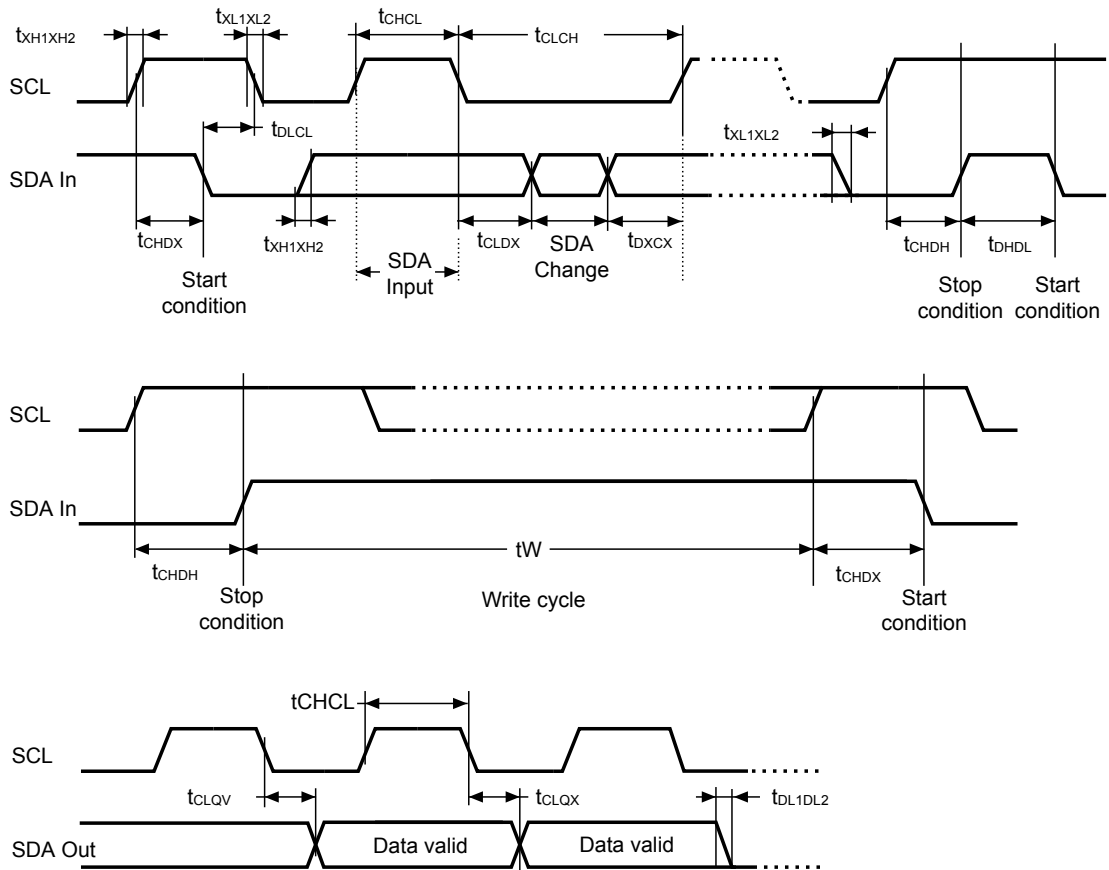 tXL1XL2
tCHCL
tXH1XH2
tCLCH
SCL
tDLCL
tXL1XL2
SDA In
tCHDX
tXH1XH2
tCLDX
SDA
Change
tDXCX
tCHDH
tDHDL
SDA
Input
Start
condition
Stop
condition
Start
condition
SCL
SDA In
tW
tCHDH
tCHDX
Stop
condition
Write cycle
Start
condition
tCHCL
SCL
tCLQV
tCLQX
tDL1DL2
SDA Out
Data valid
Data valid